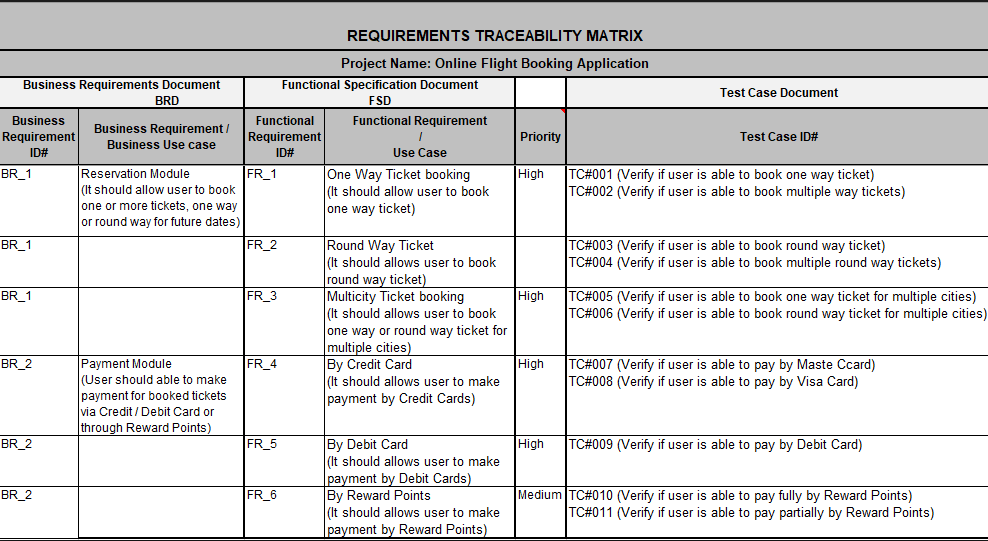 REQUIREMENTS TRACEABILITY MATRIX
Project Name: Online Flight Booking Application
Business Requirements Document
BRD
Functional Specification Document
FSD
Test Case Document
Business
Requirement
ID#
Business Requirement /
Business Use case
Functional
Requirement
ID#
Functional Requirement
/
Use Case
Priority
Test Case ID#
BR_1
Reservation Module
(It should allow user to book
one or more tickets, one way
or round way for future dates)
FR_1
One Way Ticket booking
(It should allow user to book
one way ticket)
High
TC#001 (Verify if user is able to book one way ticket)
TC#002 (Verify if user is able to book multiple way tickets)
BR_1
FR_2
Round Way Ticket
(It should allows user to book
round way ticket)
TC#003 (Verify if user is able to book round way ticket)
TC#004 (Verify if user is able to book multiple round way tickets)
BR_1
FR_3
Multicity Ticket booking
(It should allows user to book
one way or round way ticket for
multiple cities)
High
TC#005 (Verify if user is able to book one way ticket for multiple cities)
TC#006 (Verify if user is able to book round way ticket for multiple cities)
BR_2
Payment Module
(User should able to make
payment for booked tickets
via Credit / Debit Card or
through Reward Points)
FR_4
By Credit Card
(It should allows user to make
payment by Credit Cards)
High
TC#007 (Verify if user is able to pay by Maste Ccard)
TC#008 (Verify if user is able to pay by Visa Card)
BR_2
FR_5
By Debit Card
(It should allows user to make
payment by Debit Cards)
High
TC#009 (Verify if user is able to pay by Debit Card)
BR_2
FR_6
By Reward Points
(It should allows user to make
payment by Reward Points)
Medium
TC#010 (Verify if user is able to pay fully by Reward Points)
TC#011 (Verify if user is able to pay partially by Reward Points)